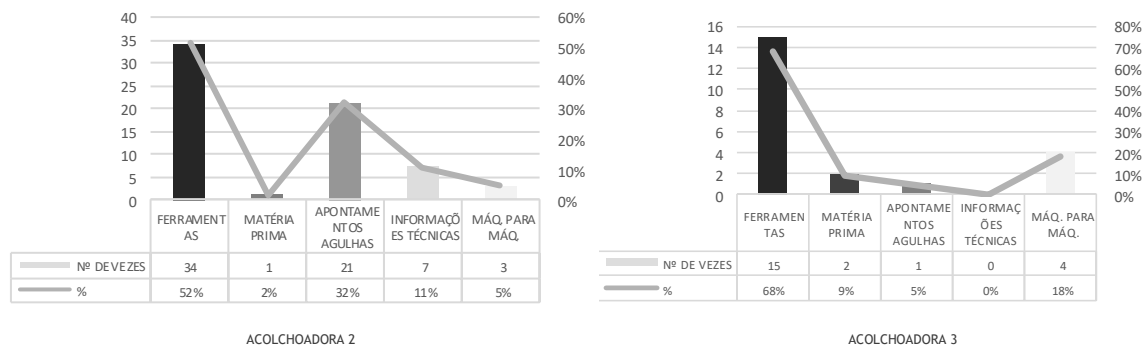 40
35
30
25
20
15
10
5
0
60%
50%
40%
30%
20%
10%
0%
FERRAMENT
AS
MATÉRIA
PRIMA
APONTAME
NTOS
AGULHAS
INFORMAÇÕ
ES TÉCNICAS
MÁQ. PARA
MÁQ.
Nº DE VEZES 34 1 21 7 3
% 52% 2% 32% 11% 5%
ACOLCHOADORA 2
16
14
12
10
8
6
4
2
0
80%
70%
60%
50%
40%
30%
20%
10%
0%
FERRAMEN
TAS
MATÉRIA
PRIMA
APONTAME
NTOS
AGULHAS
INFORMAÇ
ÕES
TÉCNICAS
MÁQ. PARA
MÁQ.
Nº DE VEZES 15 2 1 0 4
% 68% 9% 5% 0% 18%
ACOLCHOADORA 3